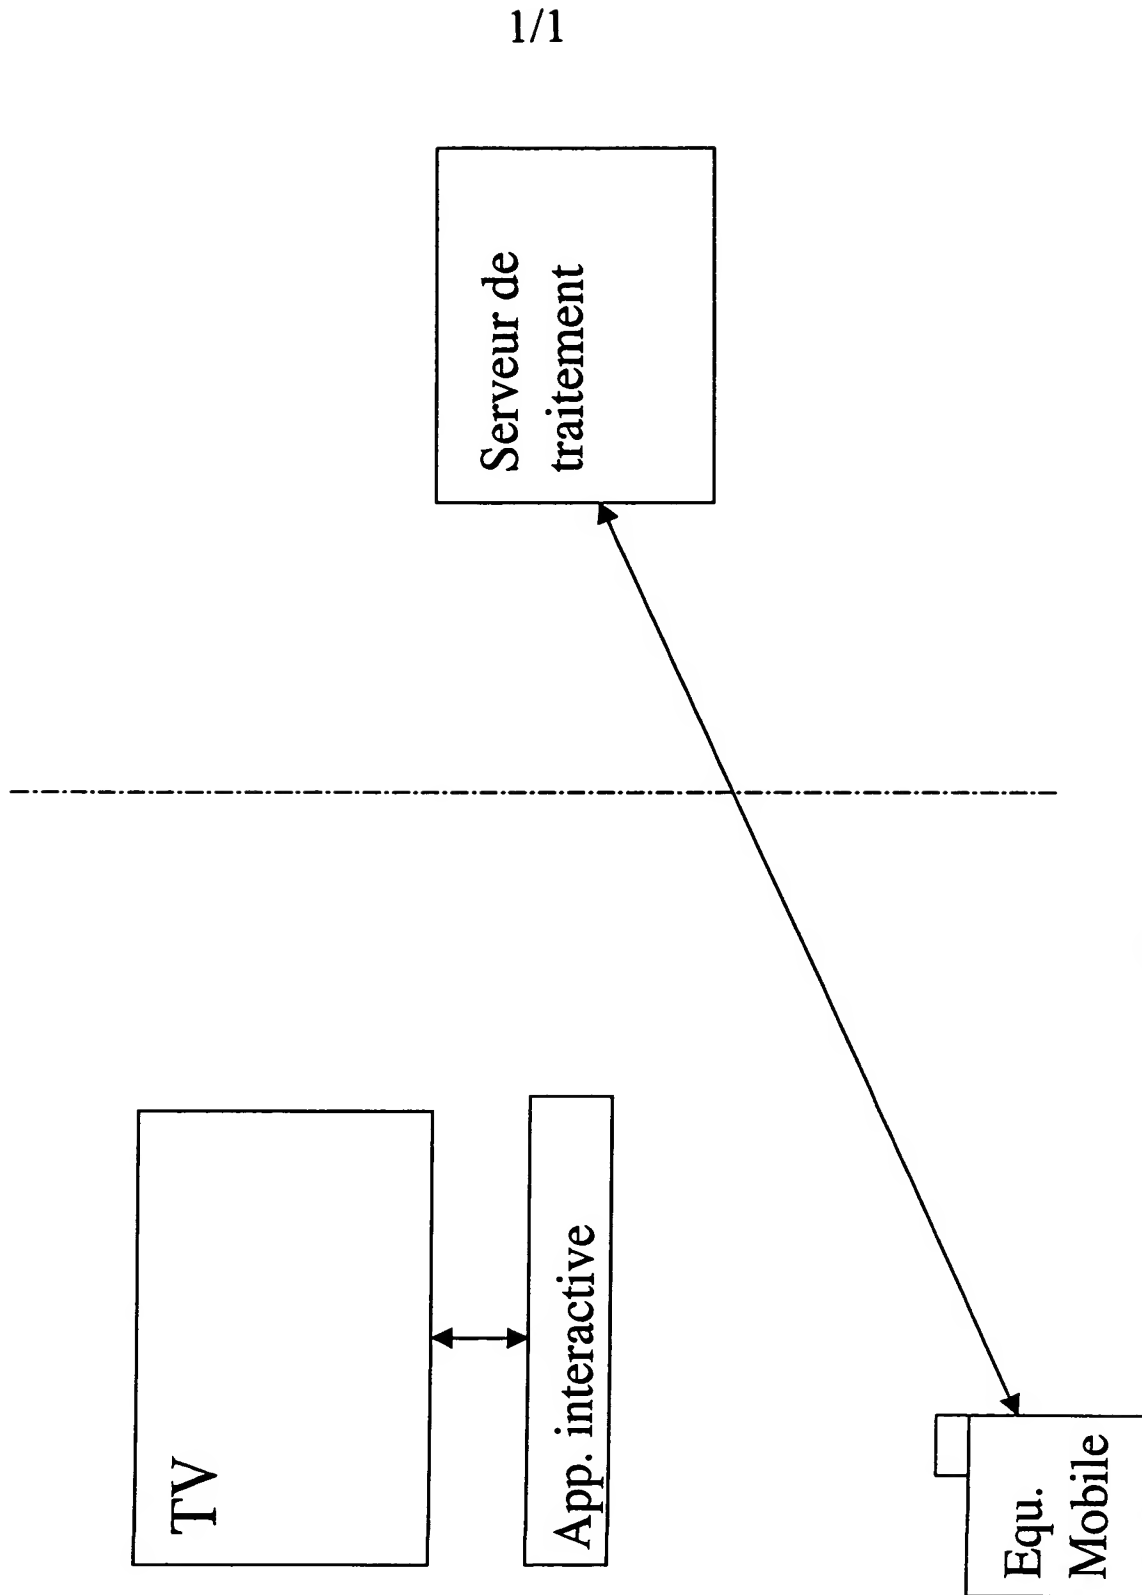 1/1
TV
App. interactive
Equ.
Mobile
Serveur de
traitement